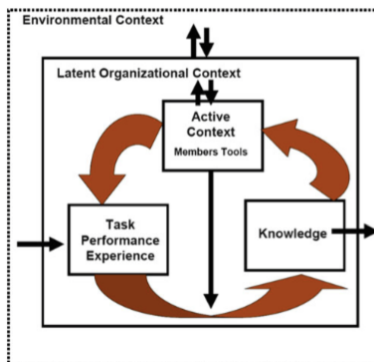 Environmental Context
Latent Organizational Context
Active
Context
Members Tools
Task
Performance
Experience
Knowledge